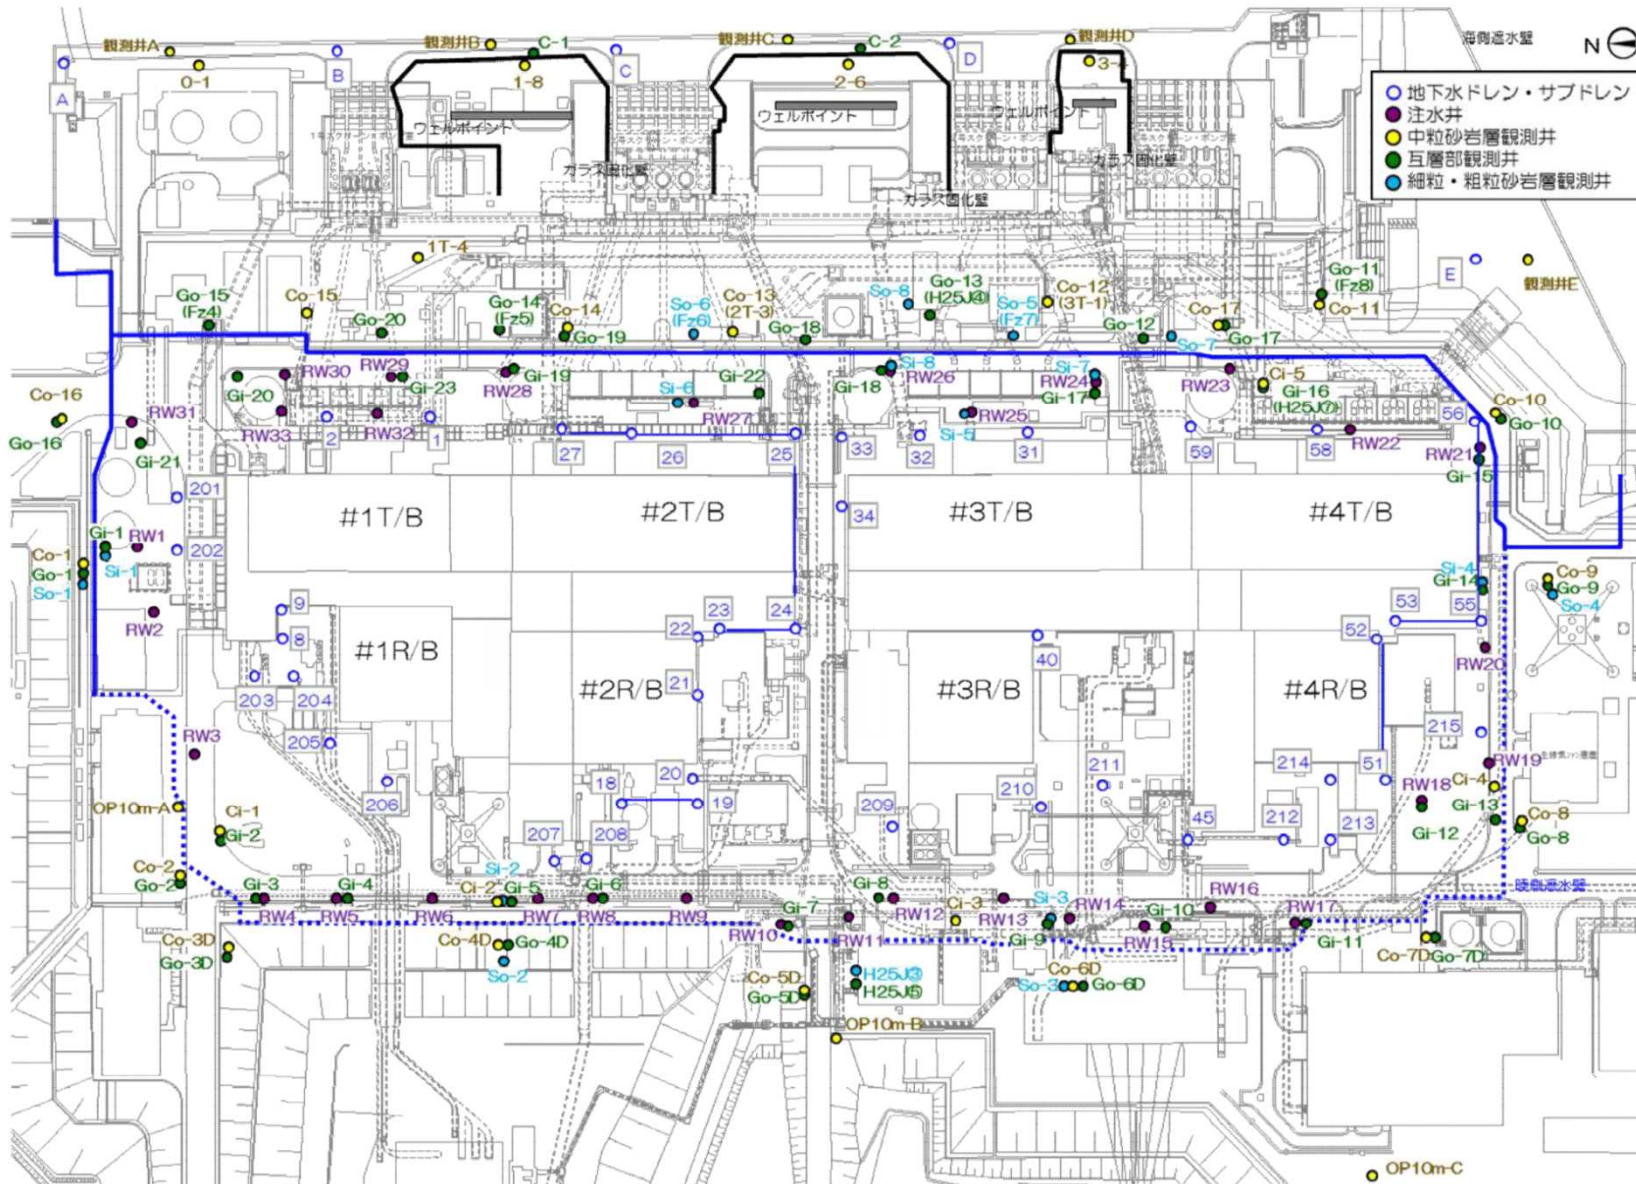 観測井A
観測井B
C-1
観測井C
C-2
観測井D
海側遮水壁
N
A
0-1
B
1-8
C
2-6
D
3-4
地下水ドレン・サブドレン
注水井
中粒砂岩層観測井
互層部観測井
細粒・粗粒砂岩層観測井
ウェルポイント
ウェルポイント
ウェルポイント
ガラス固化壁
ガラス固化壁
ガラス固化壁
1T-4
E
観測井E
Go-15
(Fz4)
Co-15
Go-20
Go-14
(Fz5)
Co-14
Go-19
So-6
(Fz6)
Co-13
(2T-3)
Go-18
So-8
Go-13
(H25J④)
So-5
(Fz7)
Co-12
(3T-1)
Go-12
So-7
Co-17
Go-17
Go-11
(Fz8)
Co-11
Co-16
Go-16
RW31
Gi-21
Gi-20
RW30
RW33
RW29
Gi-23
RW32
2
1
RW28
Gi-19
Si-6
RW27
Gi-22
Gi-18
Si-8
RW26
Si-5
RW25
Si-7
RW24
Gi-17
RW23
Ci-5
Gi-16
(H25J⑦)
RW22
56
Co-10
Go-10
RW21
Gi-15
27
26
25
33
32
31
59
58
201
202
34
#1T/B
#2T/B
#3T/B
#4T/B
Co-1
Go-1
So-1
Gi-1
Si-1
RW1
RW2
Si-4
Gi-14
Co-9
Go-9
So-4
9
8
#1R/B
22
23
24
40
52
53
55
RW20
203
204
205
206
#2R/B
21
#3R/B
#4R/B
215
RW3
18
20
19
209
210
211
214
51
RW18
RW19
Ci-4
Gi-13
Gi-12
Co-8
Go-8
OP10m-A
Ci-1
Gi-2
207
208
45
212
213
Co-2
Go-2
Gi-3
RW4
Gi-4
RW5
RW6
Ci-2
Si-2
Gi-5
RW7
Gi-6
RW8
RW9
RW10
Gi-7
Gi-8
RW11
RW12
Ci-3
RW13
Si-3
Gi-9
RW14
Gi-10
RW15
RW16
RW17
Gi-11
陸側遮水壁
Co-3D
Go-3D
Co-4D
Go-4D
So-2
Co-5D
Go-5D
H25J③
H25J⑤
Co-6D
So-3
Go-6D
Co-7D
Go-7D
OP10m-B
OP10m-C